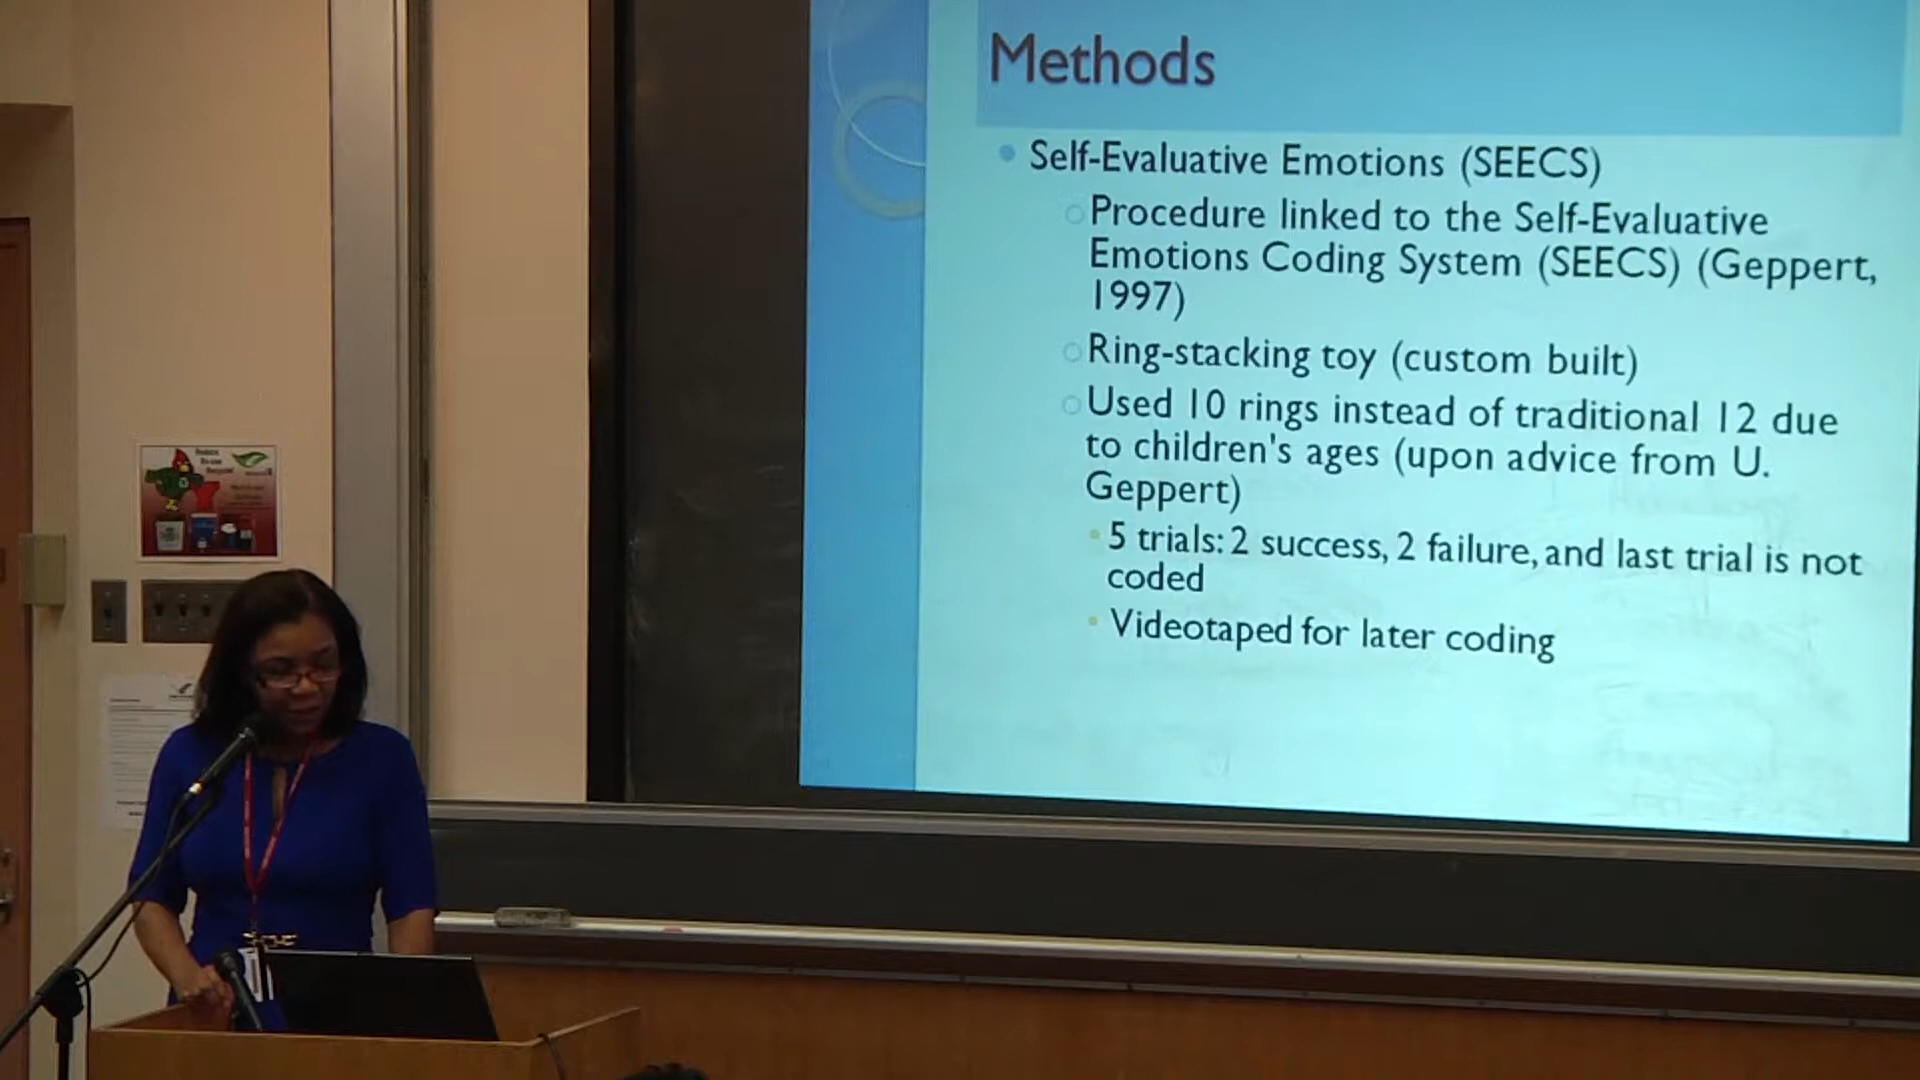 Methods
Self-Evaluative Emotions (SEECS)
Procedure linked to the Self-Evaluative
Emotions Coding System (SEECS) (Geppert,
1997)
Ring-stacking toy (custom built)
Used 10 rings instead of traditional 12 due
to children's ages (upon advice from U.
Geppert)
5 trials: 2 success, 2 failure, and last trial is not
coded
Videotaped for later coding